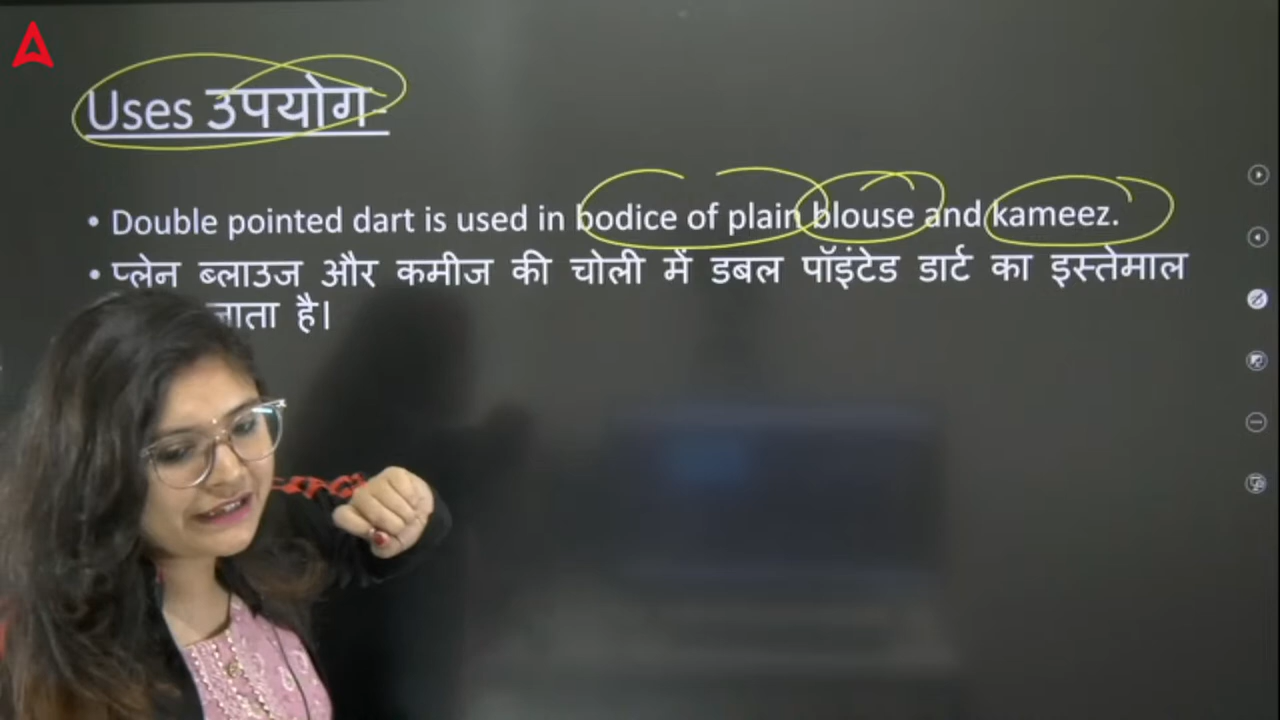 Uses उपयोग-
• Double pointed dart is used in bodice of plain blouse and kameez.
• प्लेन ब्लाउज और कमीज की चोली में डबल पॉइंटेड डार्ट का इस्तेमाल
जाता है।